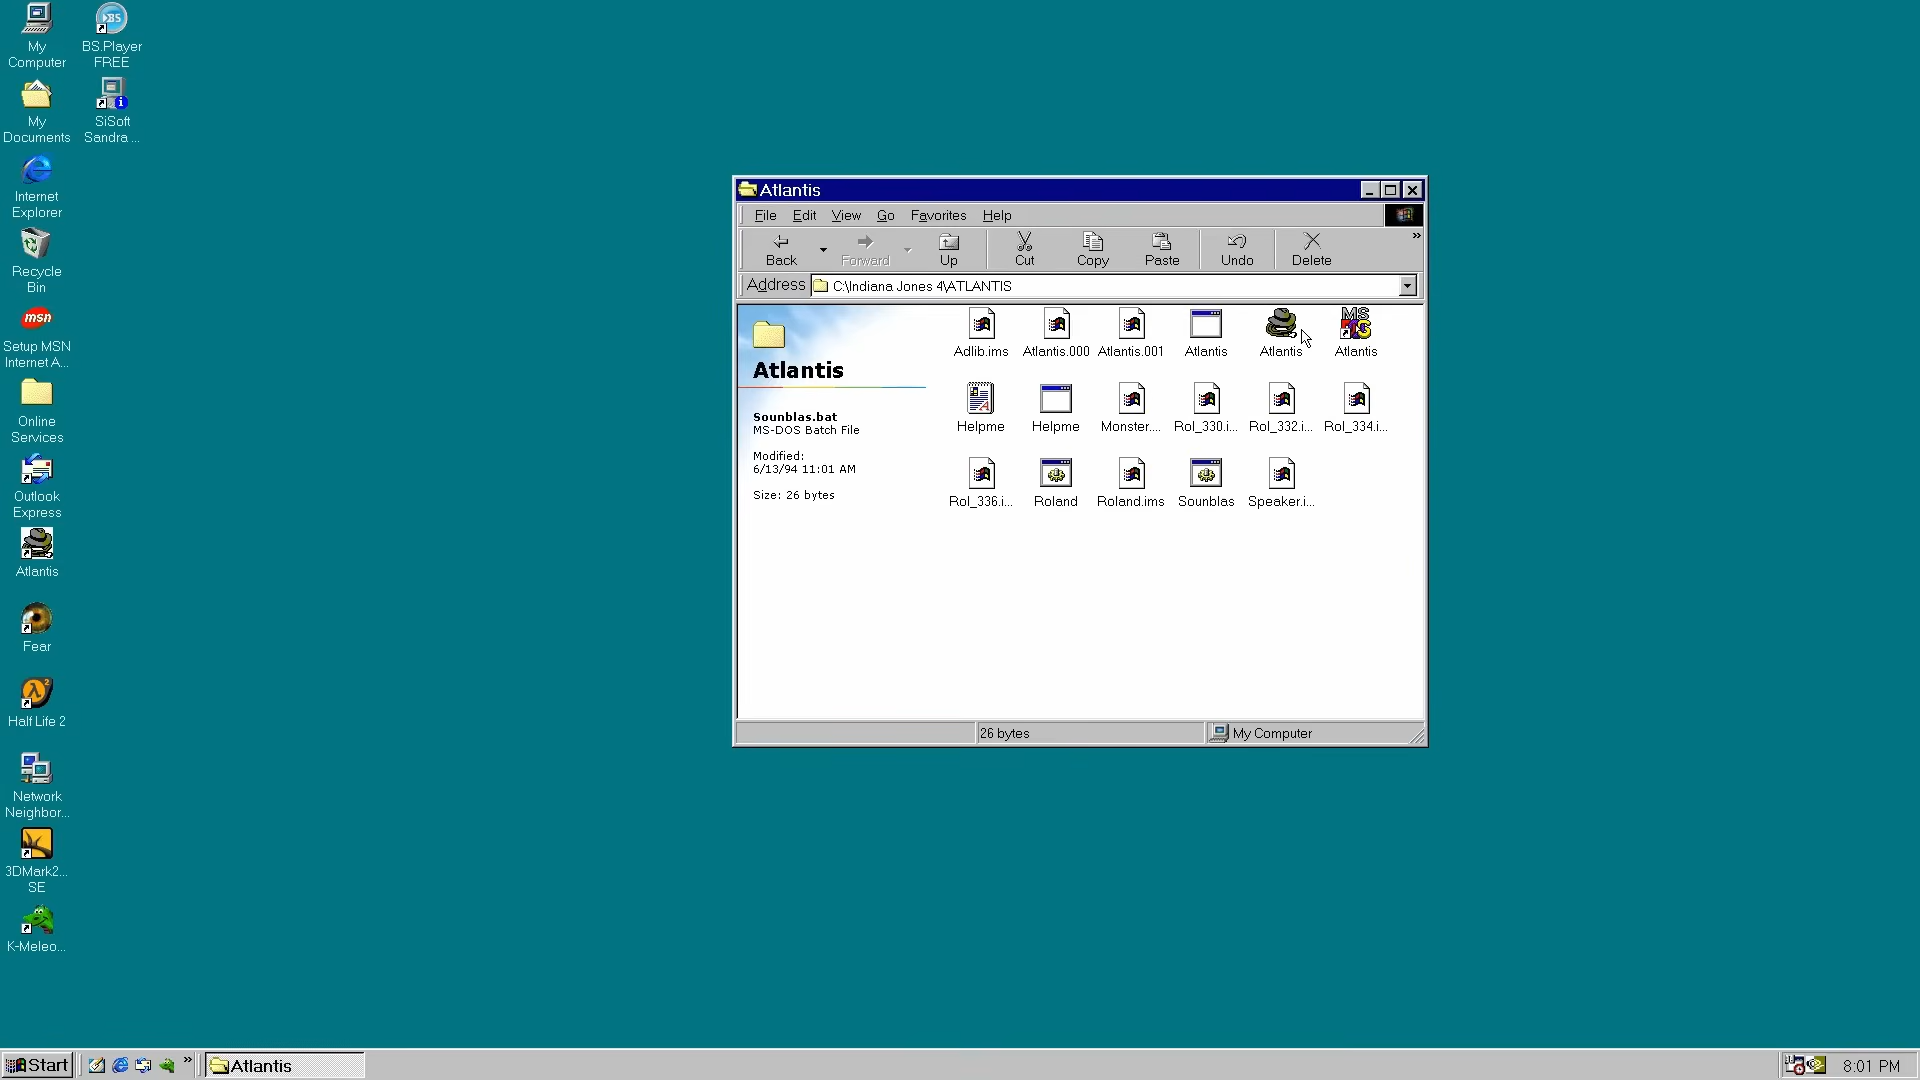 My
Computer
BS.Player
FREE
My
Documents
SiSoft
Sandra ...
Internet
Explorer
Recycle
Bin
msn
Setup MSN
Internet A...
Online
Services
Outlook
Express
Atlantis
Fear
Half Life 2
Network
Neighbor...
3DMark2...
SE
K-Meleo...
Atlantis
File Edit View Go Favorites Help
Back Forward Up Cut Copy Paste Undo Delete »
Address C:\Indiana Jones 4\ATLANTIS
Atlantis
Sounblas.bat
MS-DOS Batch File
Modified:
6/13/94 11:01 AM
Size: 26 bytes
Adlib.ims Atlantis.000 Atlantis.001 Atlantis Atlantis Atlantis
Helpme Helpme Monster.... Rol_330.i... Rol_332.i... Rol_334.i...
Rol_336.i... Roland Roland.ims Sounblas Speaker.i...
26 bytes My Computer
Start » Atlantis 8:01 PM